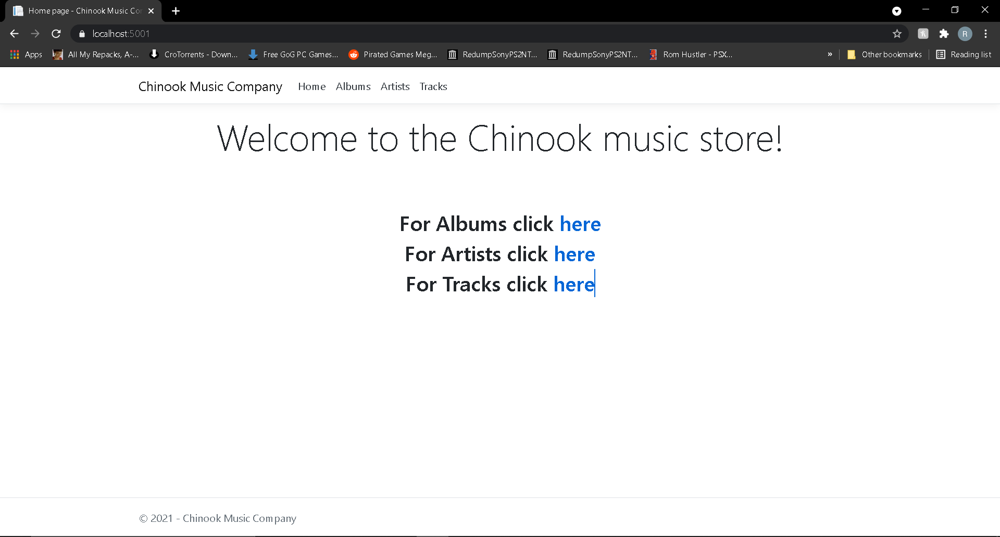 Home page - Chinook Music Cor
localhost:5001
Apps All My Repacks, A-... CroTorrents - Down... Free GoG PC Games... Pirated Games Meg... RedumpSonyPS2NT... RedumpSonyPS2NT... Rom Hustler - PSX... » Other bookmarks Reading list
R
Chinook Music Company Home Albums Artists Tracks
Welcome to the Chinook music store!
For Albums click here
For Artists click here
For Tracks click here
© 2021 - Chinook Music Company